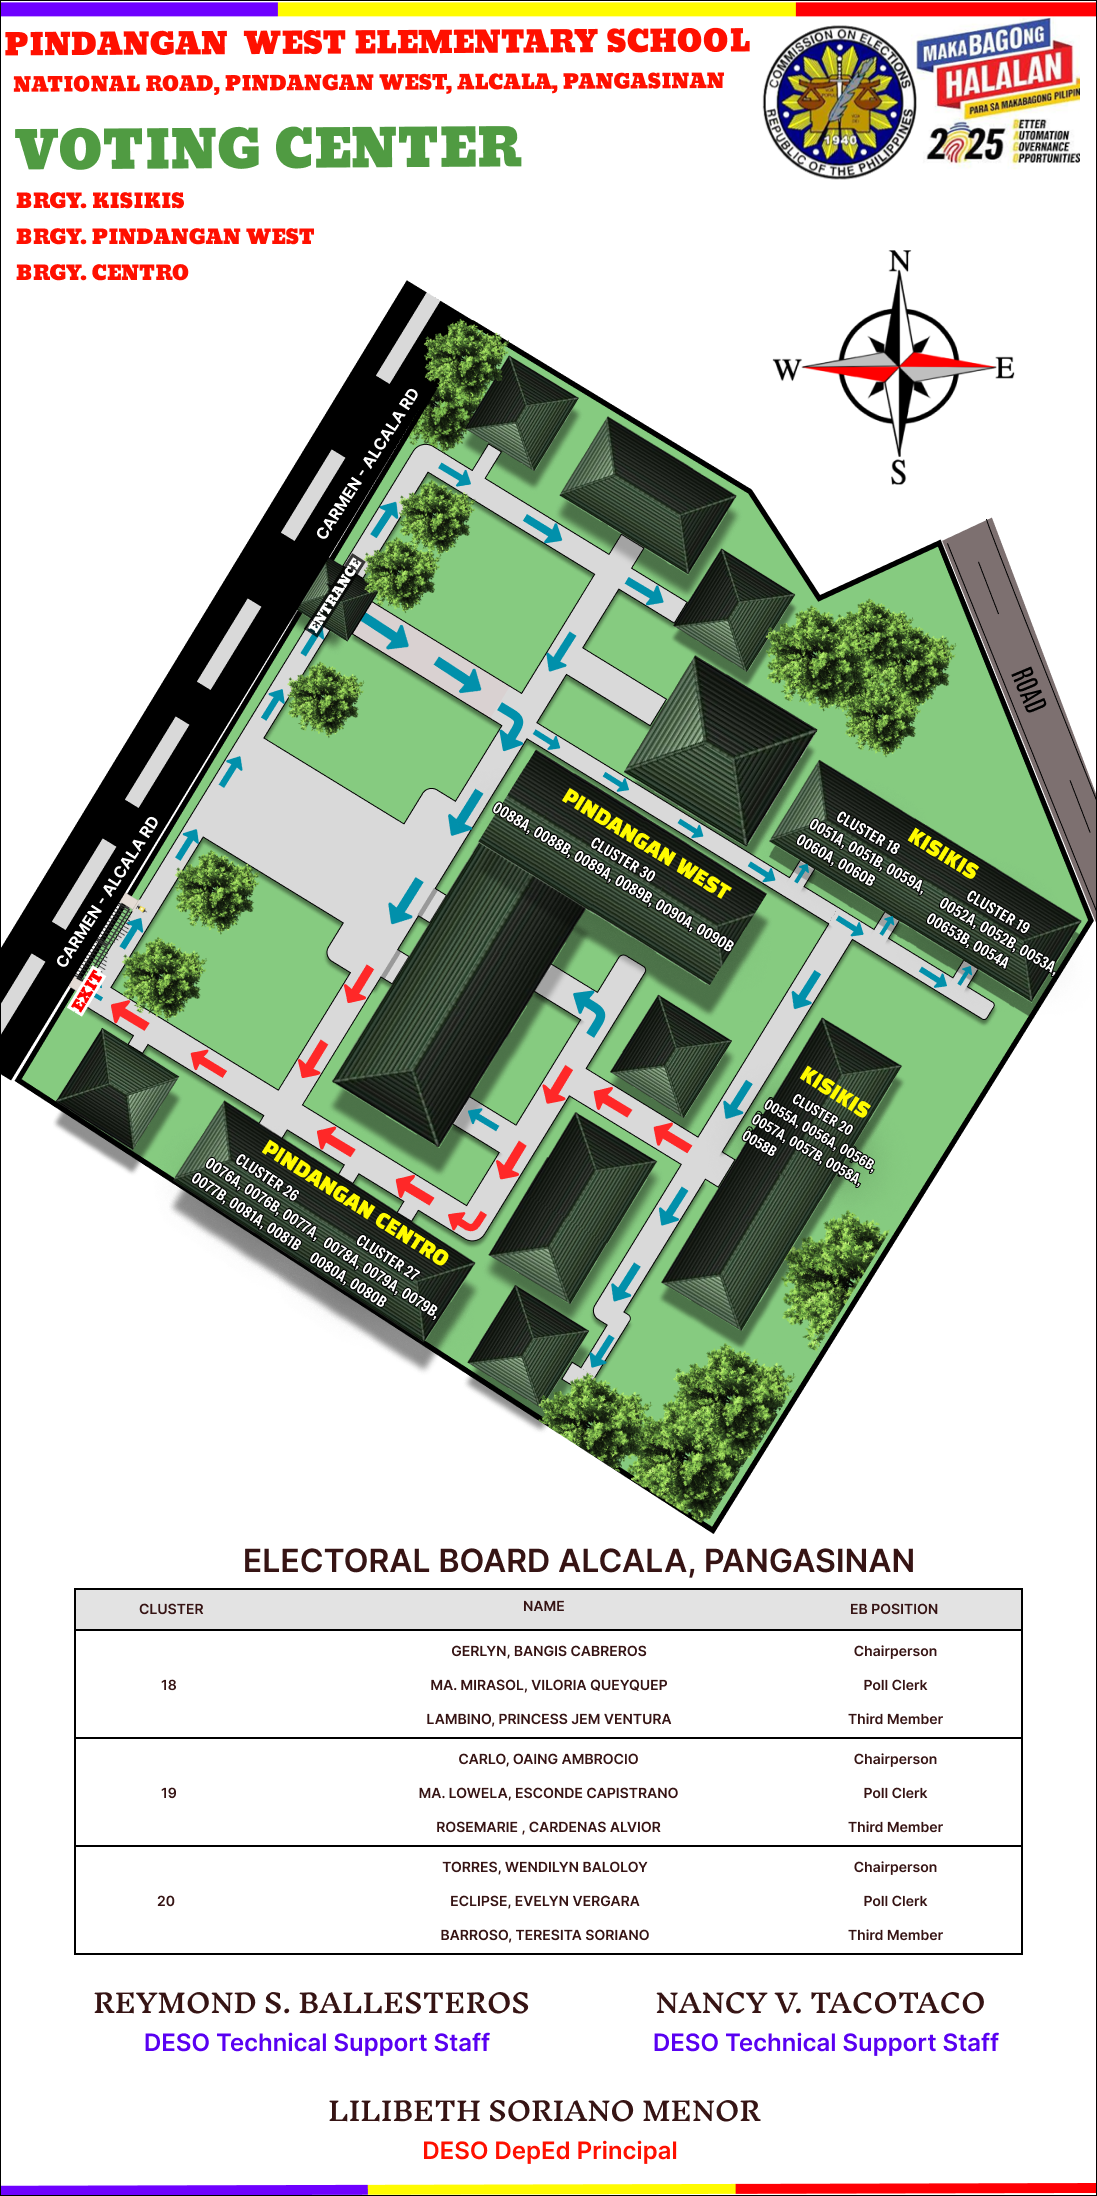 PINDANGAN WEST ELEMENTARY SCHOOL
NATIONAL ROAD, PINDANGAN WEST, ALCALA, PANGASINAN
COMMISSION ON ELECTIONS
1940
REPUBLIC OF THE PHILIPPINES
MAKABAGONG
HALALAN
PARA SA MAKABAGONG PILIPIN
2025
BETTER
AUTOMATION
GOVERNANCE
OPPORTUNITIES
VOTING CENTER
BRGY. KISIKIS
BRGY. PINDANGAN WEST
BRGY. CENTRO
N
W
E
S
CARMEN - ALCALA RD
ENTRANCE
ROAD
PINDANGAN WEST
CLUSTER 30
0088A, 0088B, 0089A, 0089B, 0090A, 0090B
KISIKIS
CLUSTER 18
0051A, 0051B, 0059A,
0060A, 0060B
CLUSTER 19
0052A, 0052B, 0053A,
00653B, 0054A
CARMEN - ALCALA RD
EXIT
KISIKIS
CLUSTER 20
0055A, 0056A, 0056B,
0057A, 0057B, 0058A,
0058B
PINDANGAN CENTRO
CLUSTER 26
0076A, 0076B, 0077A,
0077B, 0081A, 0081B
CLUSTER 27
0078A, 0079A, 0079B,
0080A, 0080B
ELECTORAL BOARD ALCALA, PANGASINAN
CLUSTER NAME EB POSITION
GERLYN, BANGIS CABREROS Chairperson
18 MA. MIRASOL, VILORIA QUEYQUEP Poll Clerk
LAMBINO, PRINCESS JEM VENTURA Third Member
CARLO, OAING AMBROCIO Chairperson
19 MA. LOWELA, ESCONDE CAPISTRANO Poll Clerk
ROSEMARIE , CARDENAS ALVIOR Third Member
TORRES, WENDILYN BALOLOY Chairperson
20 ECLIPSE, EVELYN VERGARA Poll Clerk
BARROSO, TERESITA SORIANO Third Member
REYMOND S. BALLESTEROS
DESO Technical Support Staff
NANCY V. TACOTACO
DESO Technical Support Staff
LILIBETH SORIANO MENOR
DESO DepEd Principal